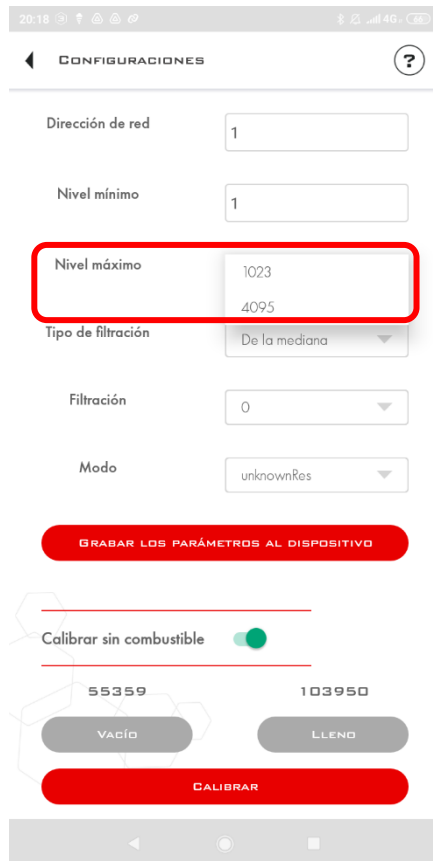 20:18 4G 66
CONFIGURACIONES ?
Dirección de red 1
Nivel mínimo 1
Nivel máximo 1023
4095
Tipo de filtración De la mediana
Filtración 0
Modo unknownRes
GRABAR LOS PARÁMETROS AL DISPOSITIVO
Calibrar sin combustible
55359 103950
VACÍO LLENO
CALIBRAR